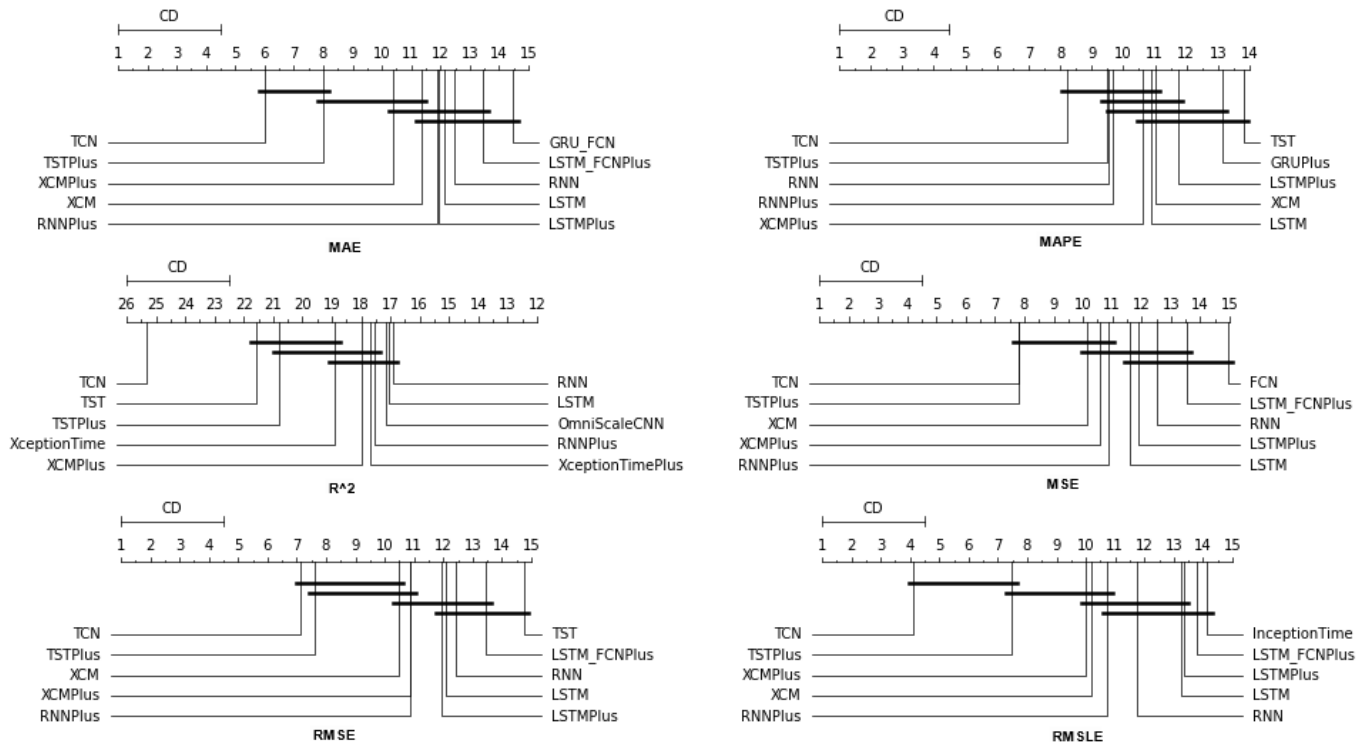 CD
1 2 3 4 5 6 7 8 9 10 11 12 13 14 15
TCN GRU_FCN
TSTPlus LSTM_FCNPlus
XCMPlus RNN
XCM LSTM
RNNPlus LSTMPlus
MAE
CD
1 2 3 4 5 6 7 8 9 10 11 12 13 14
TCN TST
TSTPlus GRUPlus
RNN LSTMPlus
RNNPlus XCM
XCMPlus LSTM
MAPE
CD
26 25 24 23 22 21 20 19 18 17 16 15 14 13 12
TCN RNN
TST LSTM
TSTPlus OmniScaleCNN
XceptionTime RNNPlus
XCMPlus XceptionTimePlus
R^2
CD
1 2 3 4 5 6 7 8 9 10 11 12 13 14 15
TCN FCN
TSTPlus LSTM_FCNPlus
XCM RNN
XCMPlus LSTMPlus
RNNPlus LSTM
MSE
CD
1 2 3 4 5 6 7 8 9 10 11 12 13 14 15
TCN TST
TSTPlus LSTM_FCNPlus
XCM RNN
XCMPlus LSTM
RNNPlus LSTMPlus
RMSE
CD
1 2 3 4 5 6 7 8 9 10 11 12 13 14 15
TCN InceptionTime
TSTPlus LSTM_FCNPlus
XCMPlus LSTMPlus
XCM LSTM
RNNPlus RNN
RMSLE